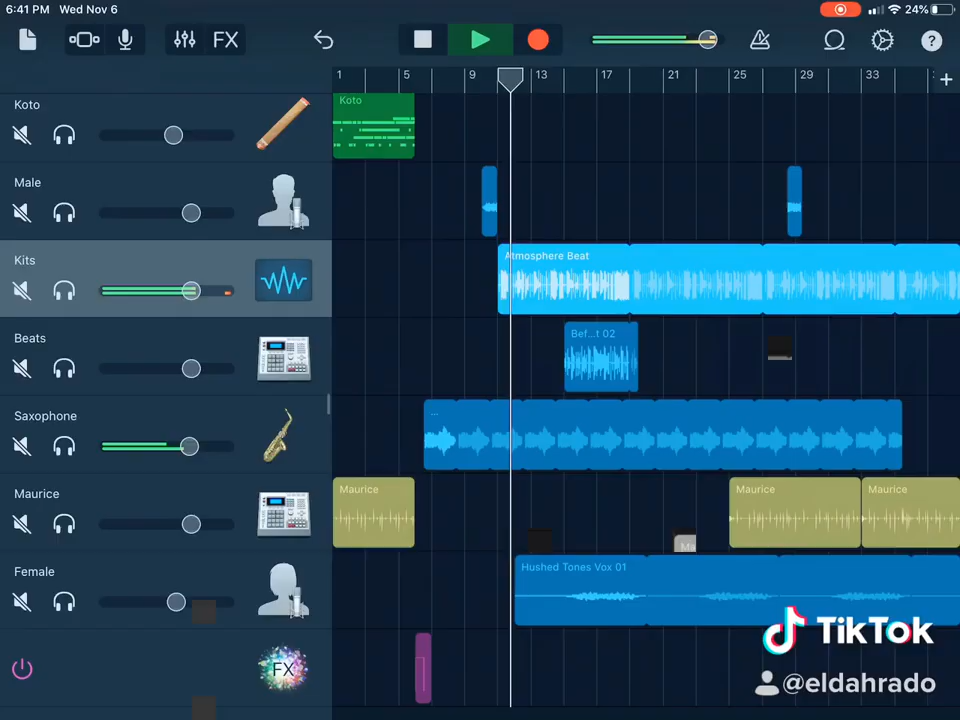 6:41 PM Wed Nov 6
24%
FX
?
1 5 9 13 17 21 25 29 33
+
Koto
Koto
Male
Kits
Atmosphere Beat
Beats
Bef...t 02
Saxophone
...
Maurice
Maurice
Maurice
Maurice
Ma
Female
Hushed Tones Vox 01
FX
TikTok
@eldahrado